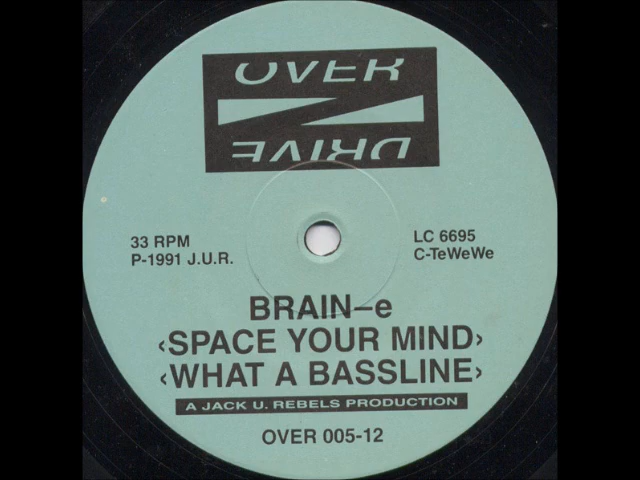 OVER
DRIVE
33 RPM
P-1991 J.U.R.
LC 6695
C-TeWeWe
BRAIN–e
‹SPACE YOUR MIND›
‹WHAT A BASSLINE›
A JACK U. REBELS PRODUCTION
OVER 005-12